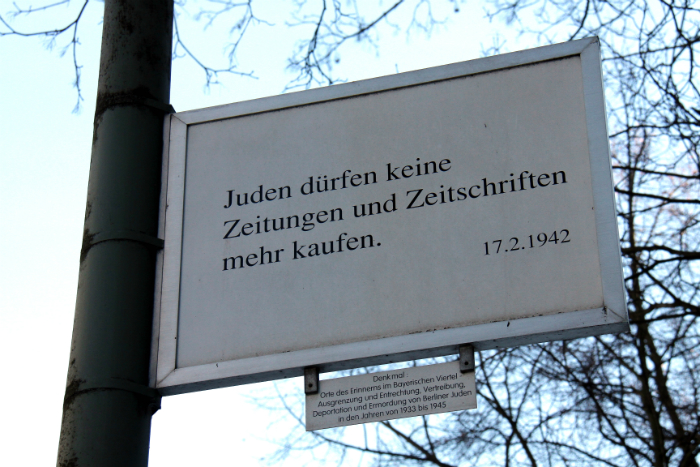 Juden dürfen keine
Zeitungen und Zeitschriften
mehr kaufen.
17.2.1942
Denkmal
Orte des Erinnerns im Bayerischen Viertel
Ausgrenzung und Entrechtung, Vertreibung,
Deportation und Ermordung von Berliner Juden
in den Jahren von 1933 bis 1945